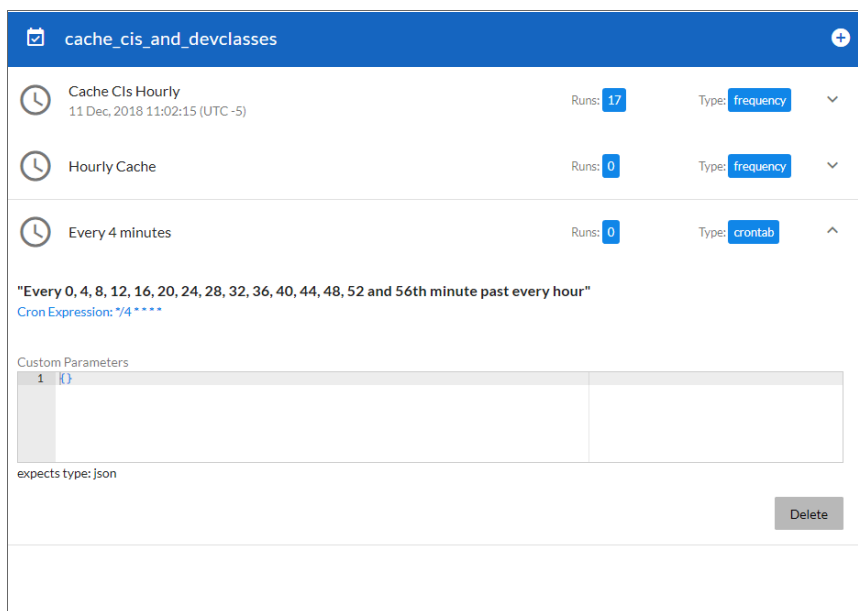 cache_cis_and_devclasses
Cache CIs Hourly
11 Dec, 2018 11:02:15 (UTC -5)
Runs: 17
Type: frequency
Hourly Cache
Runs: 0
Type: frequency
Every 4 minutes
Runs: 0
Type: crontab
"Every 0, 4, 8, 12, 16, 20, 24, 28, 32, 36, 40, 44, 48, 52 and 56th minute past every hour"
Cron Expression: */4 * * * *
Custom Parameters
1 {}
expects type: json
Delete